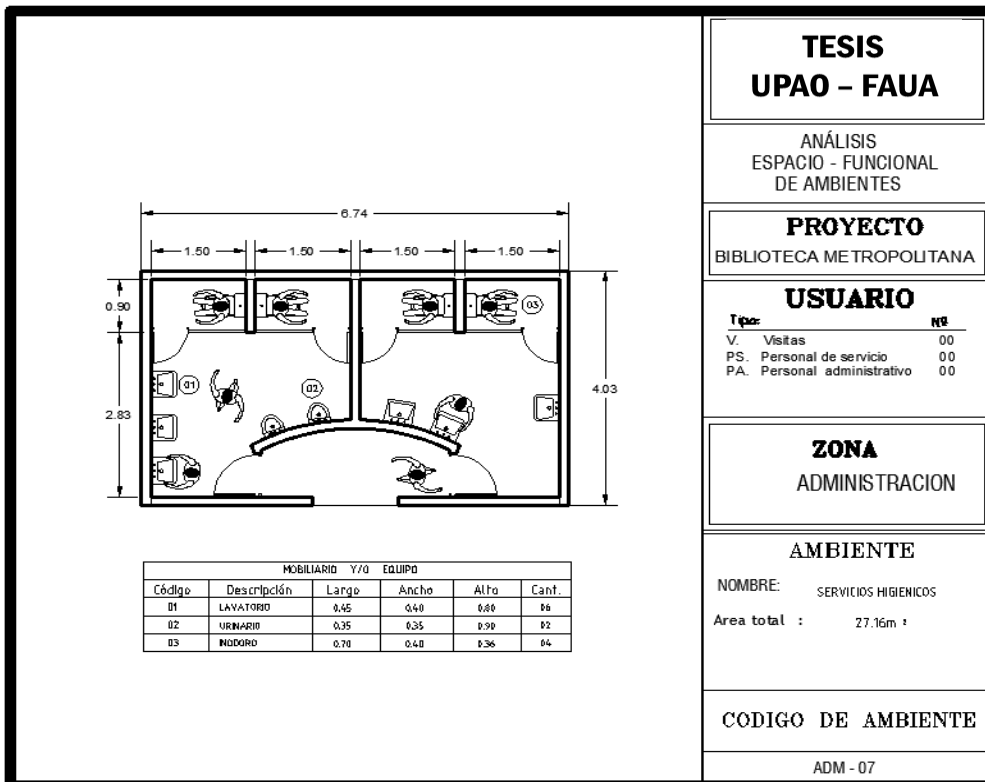 6.74
1.50 1.50 1.50 1.50
0.90
03
01
02
2.83
4.03
MOBILIARIO Y/O EQUIPO
Código Descripción Largo Ancho Alto Cant.
01 LAVATORIO 0.45 0.40 0.80 06
02 URINARIO 0.35 0.35 0.90 02
03 INODORO 0.70 0.40 0.36 04
TESIS
UPAO – FAUA
ANÁLISIS
ESPACIO - FUNCIONAL
DE AMBIENTES
PROYECTO
BIBLIOTECA METROPOLITANA
USUARIO
Tipo: Nº
V. Visitas 00
PS. Personal de servicio 00
PA. Personal administrativo 00
ZONA
ADMINISTRACION
AMBIENTE
NOMBRE: SERVICIOS HIGIENICOS
Area total : 27.16m ²
CODIGO DE AMBIENTE
ADM - 07